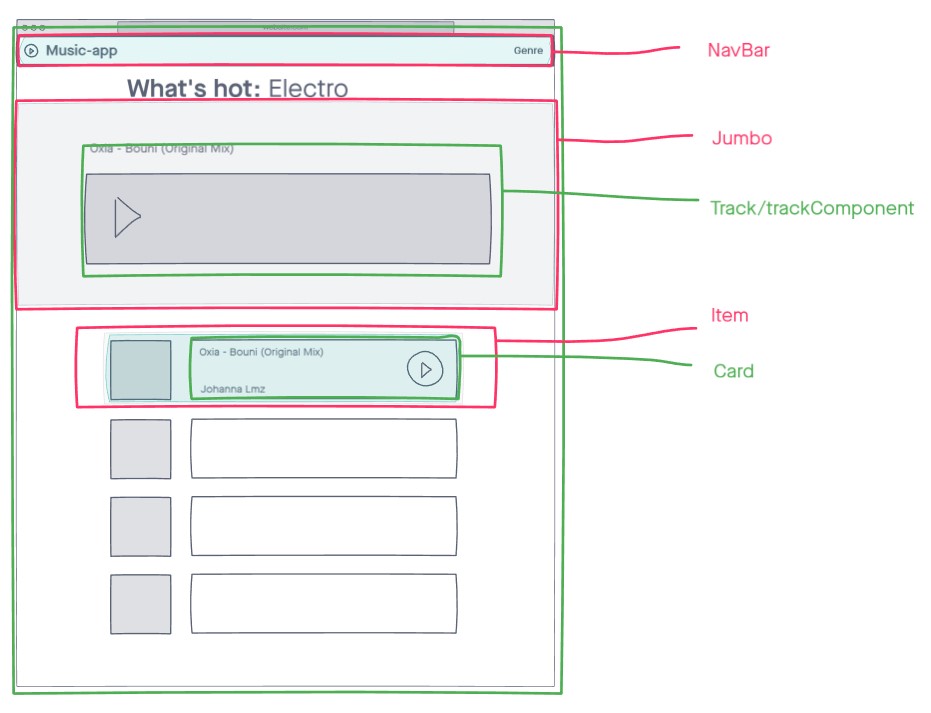 Music-app
Genre
NavBar
What's hot: Electro
Jumbo
Oxia - Bouni (Original Mix)
Track/trackComponent
Item
Oxia - Bouni (Original Mix)
Card
Johanna Lmz